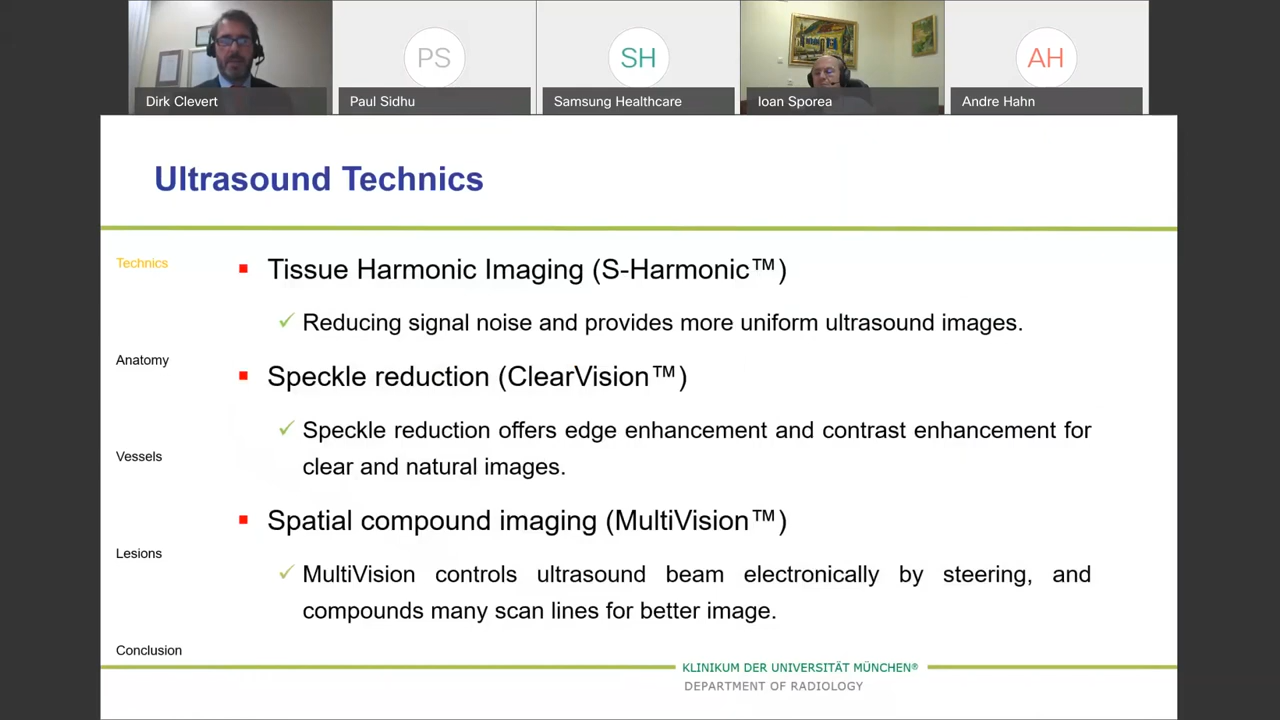 PS
SH
AH
Dirk Clevert
Paul Sidhu
Samsung Healthcare
Ioan Sporea
Andre Hahn
Ultrasound Technics
Technics
Anatomy
Vessels
Lesions
Conclusion
Tissue Harmonic Imaging (S-Harmonic™)
Reducing signal noise and provides more uniform ultrasound images.
Speckle reduction (ClearVision™)
Speckle reduction offers edge enhancement and contrast enhancement for
clear and natural images.
Spatial compound imaging (MultiVision™)
MultiVision controls ultrasound beam electronically by steering, and
compounds many scan lines for better image.
KLINIKUM DER UNIVERSITÄT MÜNCHEN®
DEPARTMENT OF RADIOLOGY